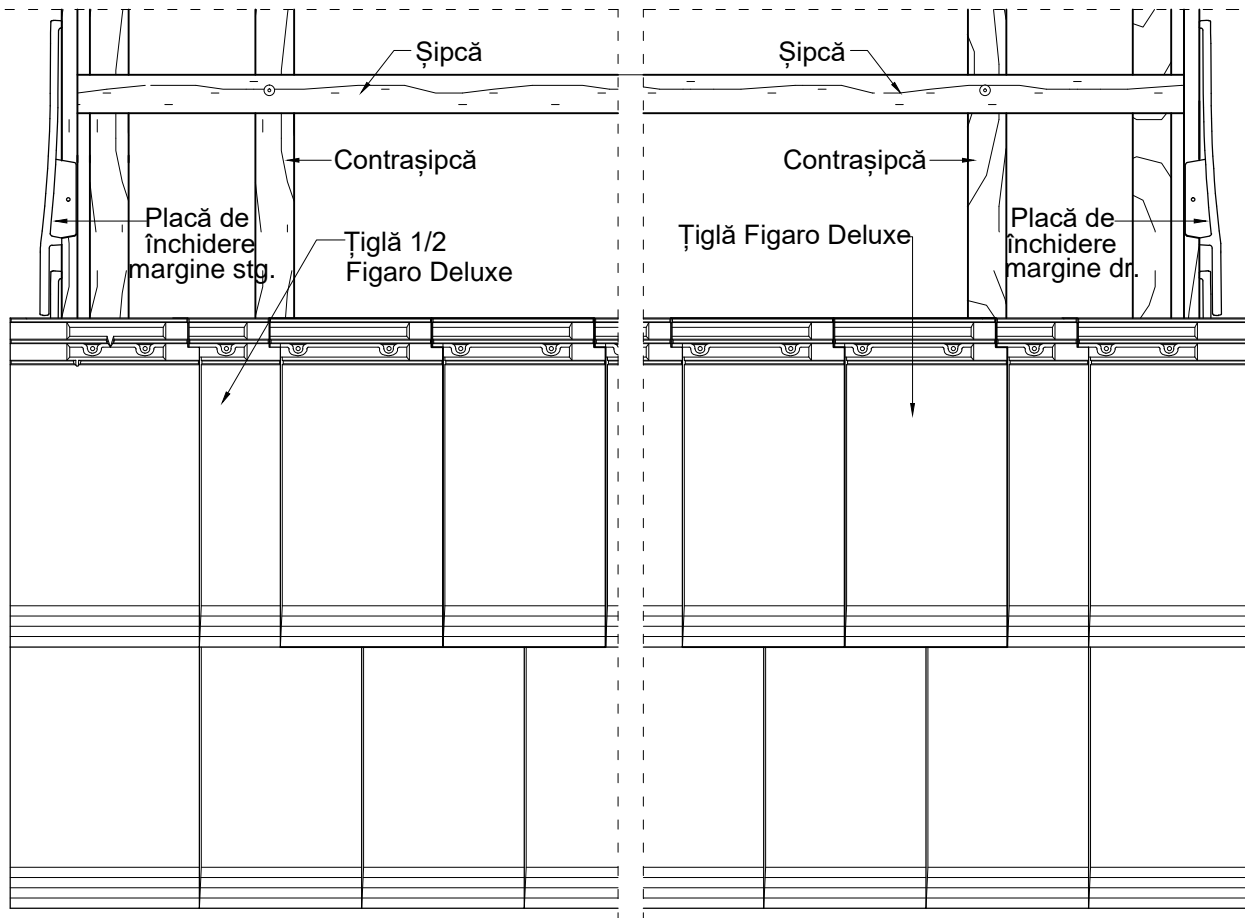 Șipcă
Șipcă
Contrașipcă
Contrașipcă
Placă de
închidere
margine stg.
Țiglă 1/2
Figaro Deluxe
Țiglă Figaro Deluxe
Placă de
închidere
margine dr.